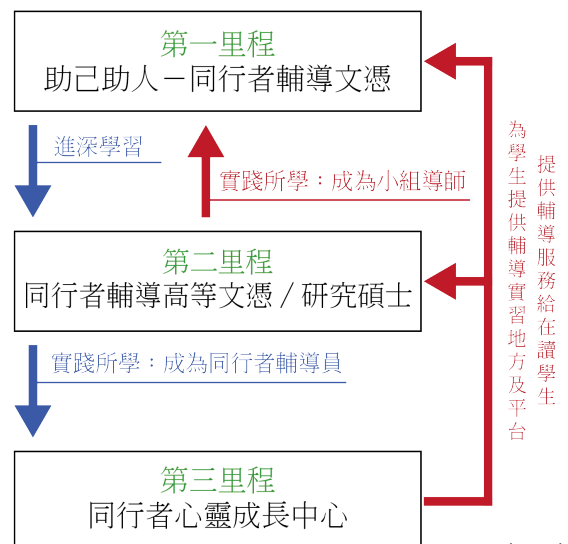 第一里程
助己助人－同行者輔導文憑
進深學習
實踐所學：成為小組導師
第二里程
同行者輔導高等文憑 / 研究碩士
實踐所學：成為同行者輔導員
第三里程
同行者心靈成長中心
提供輔導服務給在讀學生
為學生提供輔導實習地方及平台